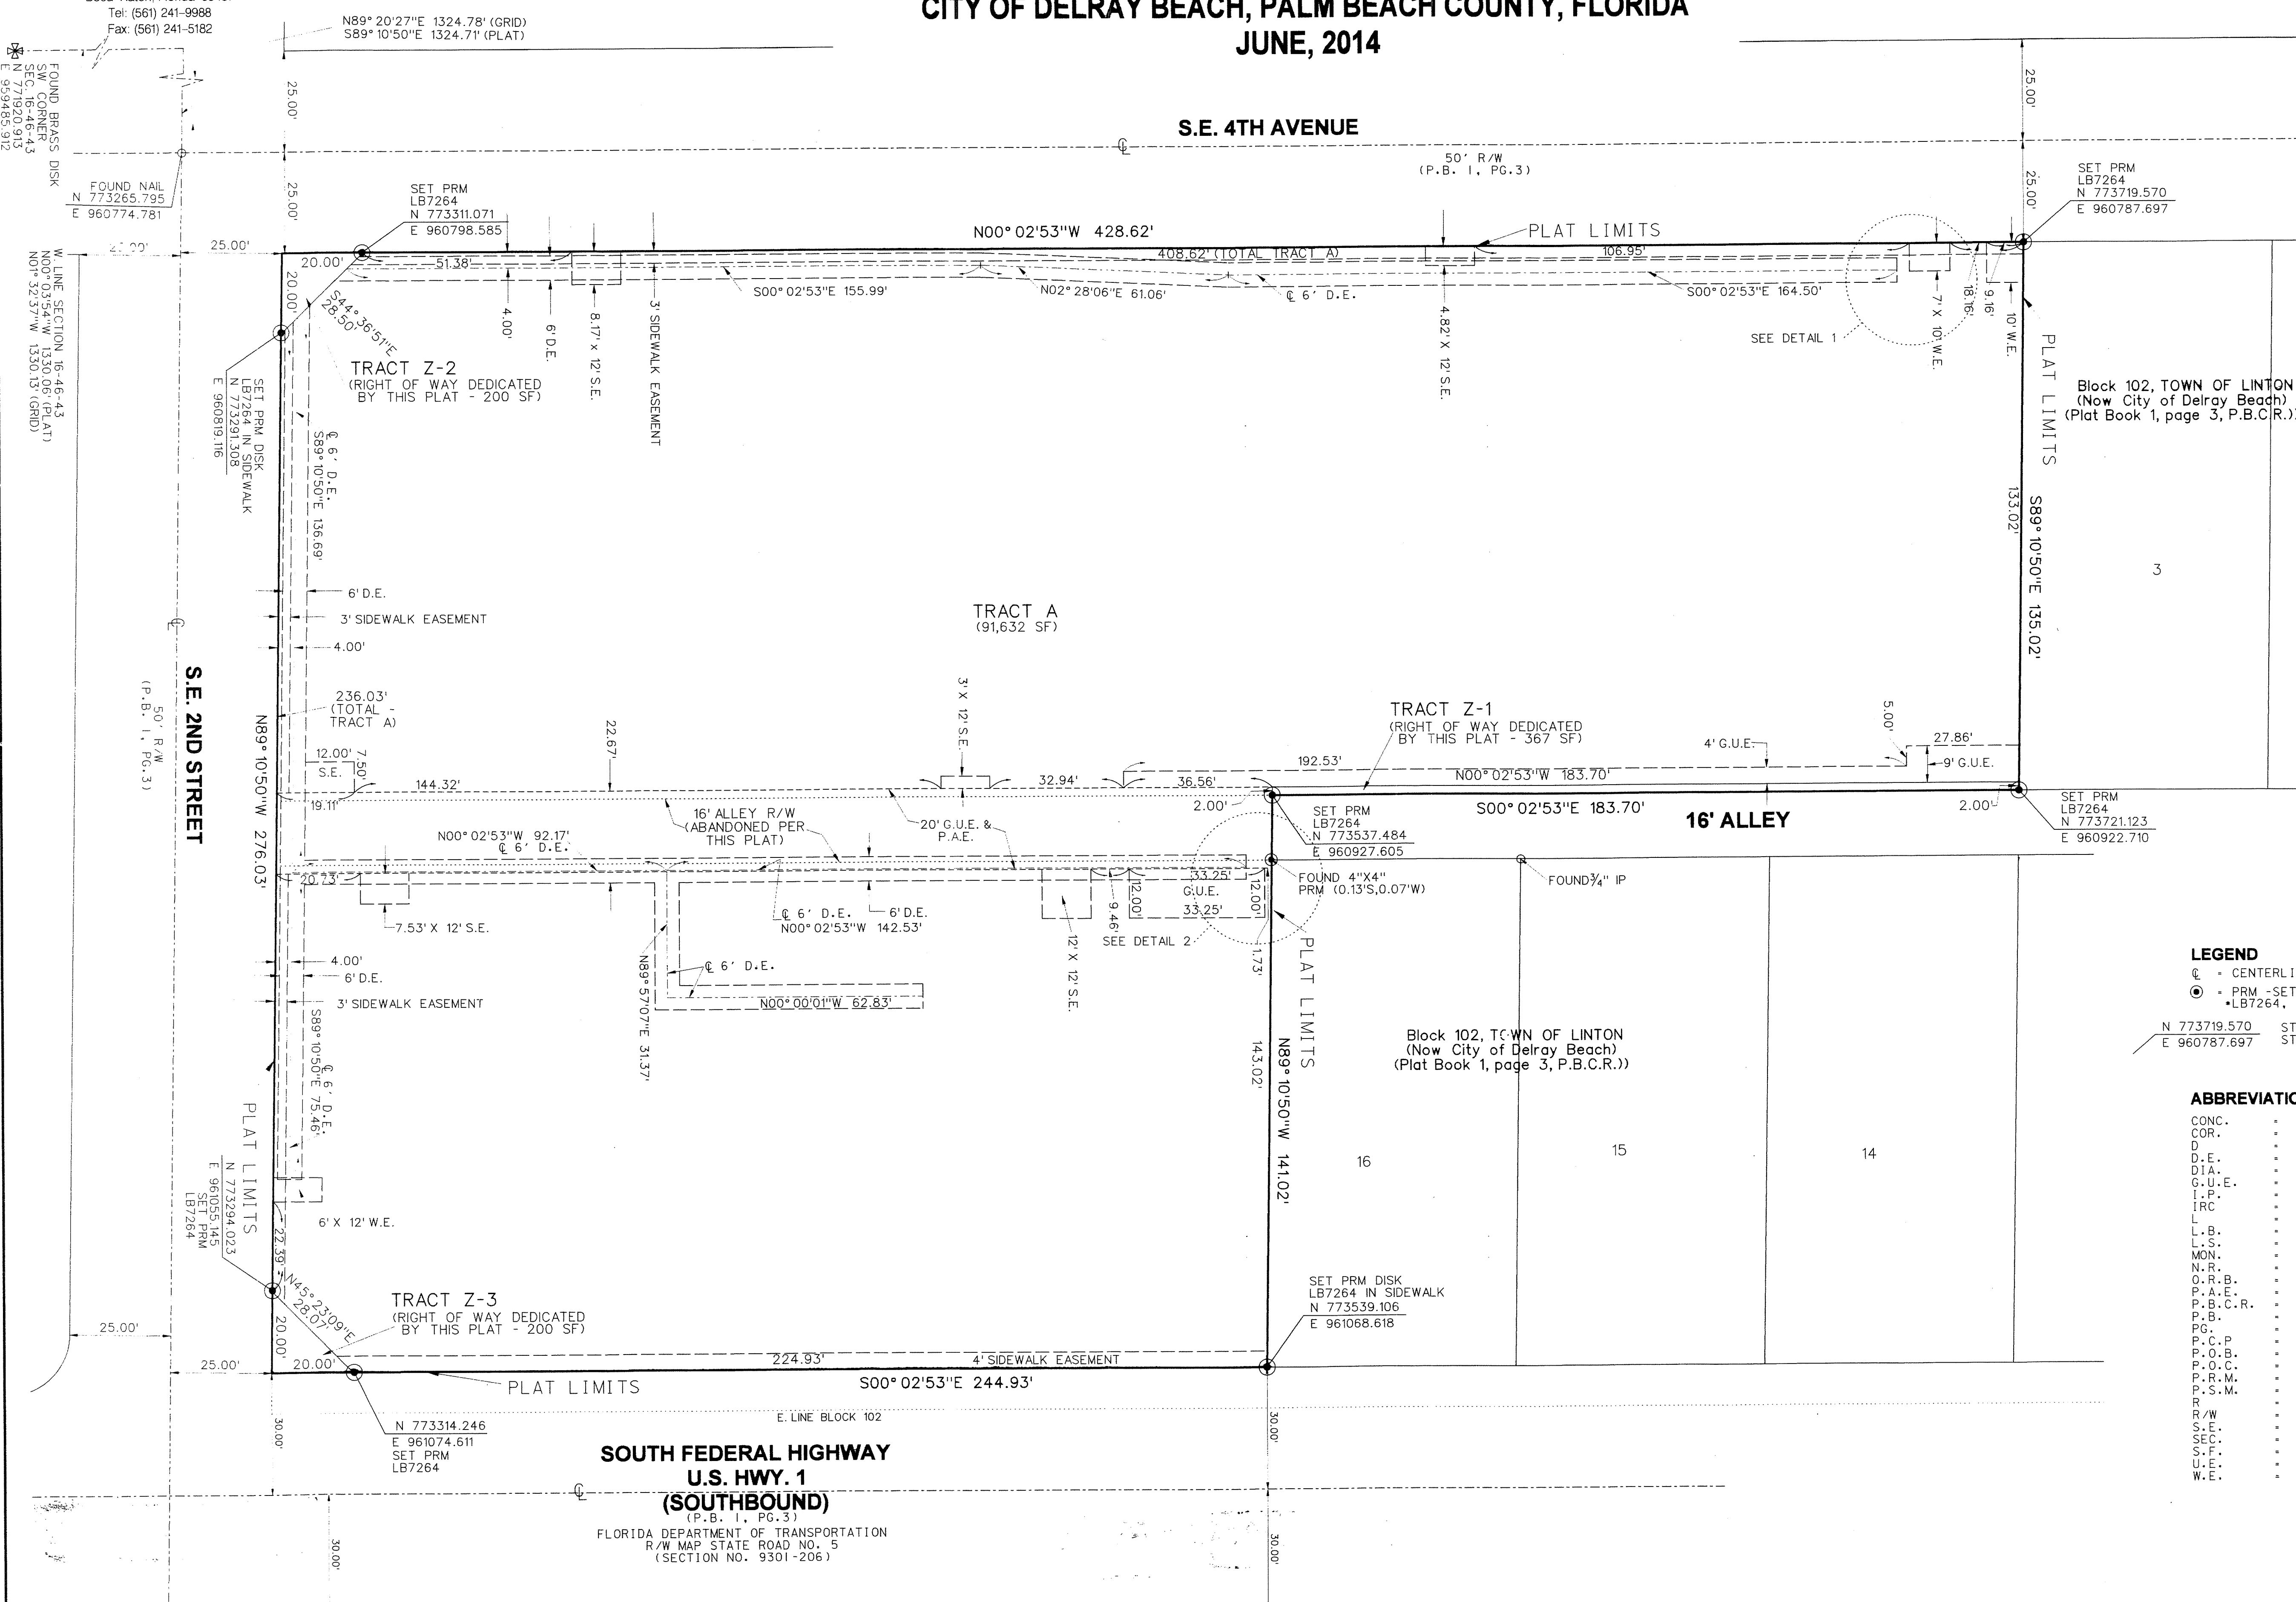 Tel: (561) 241-9988
Fax: (561) 241-5182
CITY OF DELRAY BEACH, PALM BEACH COUNTY, FLORIDA
JUNE, 2014
N89°20'27"E 1324.78' (GRID)
S89°10'50"E 1324.71' (PLAT)
FOUND BRASS DISK
SW CORNER
SEC. 16-46-43
N 771920.913
E 959485.912
FOUND NAIL
N 773265.795
E 960774.781
25.00'
25.00'
25.00'
25.00'
25.00'
S.E. 4TH AVENUE
50' R/W
(P.B. 1, PG.3)
SET PRM
LB7264
N 773311.071
E 960798.585
SET PRM
LB7264
N 773719.570
E 960787.697
N00°02'53"W 428.62'
PLAT LIMITS
408.62' (TOTAL TRACT A)
106.95'
20.00'
51.38'
20.00'
S44°36'51"E
28.50'
4.00'
6' D.E.
8.17' x 12' S.E.
3' SIDEWALK EASEMENT
S00°02'53"E 155.99'
N02°28'06"E 61.06'
℄ 6' D.E.
4.82' X 12' S.E.
S00°02'53"E 164.50'
SEE DETAIL 1
7' X 10' W.E.
18.16'
9.16'
10' W.E.
PLAT LIMITS
W LINE SECTION 16-46-43
N00°03'54"W 1330.06' (PLAT)
N01°32'37"W 1330.13' (GRID)
TRACT Z-2
(RIGHT OF WAY DEDICATED
BY THIS PLAT - 200 SF)
SET PRM DISK
LB7264 IN SIDEWALK
N 773291.308
E 960819.116
℄ 6' D.E.
S89°10'50"E 136.69'
Block 102, TOWN OF LINTON
(Now City of Delray Beach)
(Plat Book 1, page 3, P.B.C.R.))
133.02'
S89°10'50"E 135.02'
3
6' D.E.
3' SIDEWALK EASEMENT
4.00'
TRACT A
(91,632 SF)
S.E. 2ND STREET
50' R/W
(P.B. 1, PG.3)
N89°10'50"W 276.03'
236.03'
(TOTAL -
TRACT A)
12.00'
7.50'
S.E.
19.11'
144.32'
22.67'
3' X 12' S.E.
32.94'
36.56'
TRACT Z-1
(RIGHT OF WAY DEDICATED
BY THIS PLAT - 367 SF)
192.53'
4' G.U.E.
5.00'
27.86'
9' G.U.E.
N00°02'53"W 183.70'
2.00'
S00°02'53"E 183.70'
2.00'
16' ALLEY
SET PRM
LB7264
N 773537.484
E 960927.605
SET PRM
LB7264
N 773721.123
E 960922.710
16' ALLEY R/W
(ABANDONED PER
THIS PLAT)
20' G.U.E. &
P.A.E.
N00°02'53"W 92.17'
℄ 6' D.E.
20.73'
7.53' X 12' S.E.
℄ 6' D.E.
N00°02'53"W 142.53'
6' D.E.
33.25'
G.U.E.
33.25'
12.00'
12.00'
9.46'
12' X 12' S.E.
SEE DETAIL 2
1.73'
FOUND 4"X4"
PRM (0.13'S,0.07'W)
FOUND 3/4" IP
4.00'
6' D.E.
3' SIDEWALK EASEMENT
N89°57'07"E 31.37'
℄ 6' D.E.
N00°00'01"W 62.83'
℄ 6' D.E.
S89°10'50"E 75.46'
PLAT LIMITS
143.02'
N89°10'50"W 141.02'
Block 102, TOWN OF LINTON
(Now City of Delray Beach)
(Plat Book 1, page 3, P.B.C.R.))
16
15
14
PLAT LIMITS
N 773294.023
E 961055.145
SET PRM
LB7264
6' X 12' W.E.
22.39'
N45°23'09"E
28.07'
TRACT Z-3
(RIGHT OF WAY DEDICATED
BY THIS PLAT - 200 SF)
SET PRM DISK
LB7264 IN SIDEWALK
N 773539.106
E 961068.618
25.00'
25.00'
20.00'
20.00'
224.93'
4' SIDEWALK EASEMENT
PLAT LIMITS
S00°02'53"E 244.93'
E. LINE BLOCK 102
N 773314.246
E 961074.611
SET PRM
LB7264
30.00'
30.00'
30.00'
30.00'
SOUTH FEDERAL HIGHWAY
U.S. HWY. 1
(SOUTHBOUND)
(P.B. 1, PG.3)
FLORIDA DEPARTMENT OF TRANSPORTATION
R/W MAP STATE ROAD NO. 5
(SECTION NO. 9301-206)
LEGEND
℄ = CENTERLI
= PRM -SET
LB7264,
N 773719.570 ST
E 960787.697 ST
ABBREVIATIO
CONC. =
COR. =
D =
D.E. =
DIA. =
G.U.E. =
I.P. =
IRC =
L =
L.B. =
L.S. =
MON. =
N.R. =
O.R.B. =
P.A.E. =
P.B.C.R. =
P.B. =
PG. =
P.C.P =
P.O.B. =
P.O.C. =
P.R.M. =
P.S.M. =
R =
R/W =
S.E. =
SEC. =
S.F. =
U.E. =
W.E. =